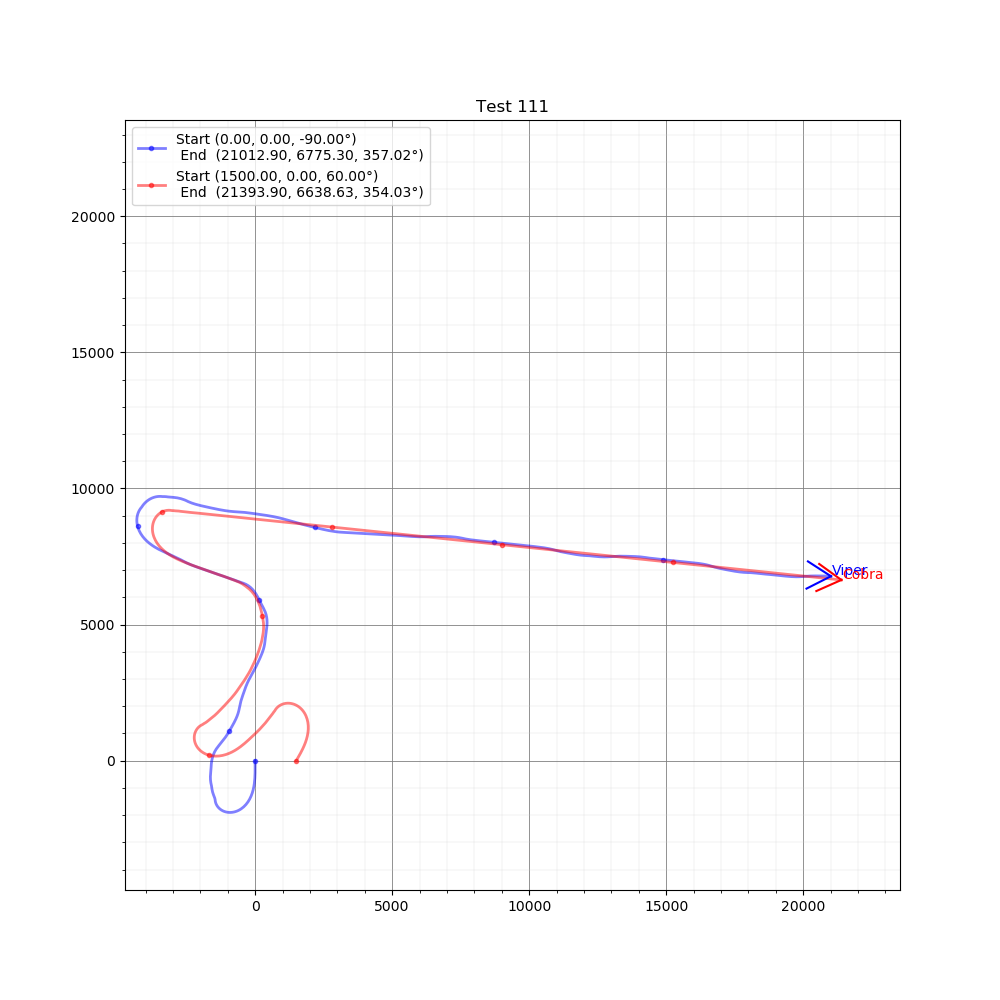 Test 111
Start (0.00, 0.00, -90.00°)
End  (21012.90, 6775.30, 357.02°)
Start (1500.00, 0.00, 60.00°)
End  (21393.90, 6638.63, 354.03°)
20000
15000
10000
5000
0
Viper
Cobra
0
5000
10000
15000
20000